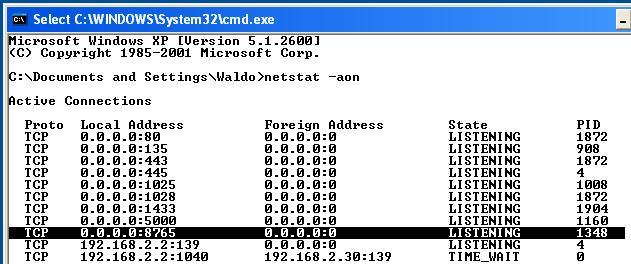 Select C:\WINDOWS\System32\cmd.exe
Microsoft Windows XP [Version 5.1.2600]
(C) Copyright 1985-2001 Microsoft Corp.
C:\Documents and Settings\Waldo>netstat -aon
Active Connections
Proto Local Address Foreign Address State PID
TCP 0.0.0.0:80 0.0.0.0:0 LISTENING 1872
TCP 0.0.0.0:135 0.0.0.0:0 LISTENING 908
TCP 0.0.0.0:443 0.0.0.0:0 LISTENING 1872
TCP 0.0.0.0:445 0.0.0.0:0 LISTENING 4
TCP 0.0.0.0:1025 0.0.0.0:0 LISTENING 1008
TCP 0.0.0.0:1028 0.0.0.0:0 LISTENING 1872
TCP 0.0.0.0:1433 0.0.0.0:0 LISTENING 1904
TCP 0.0.0.0:5000 0.0.0.0:0 LISTENING 1160
TCP 0.0.0.0:8765 0.0.0.0:0 LISTENING 1348
TCP 192.168.2.2:139 0.0.0.0:0 LISTENING 4
TCP 192.168.2.2:1040 192.168.2.30:139 TIME_WAIT 0